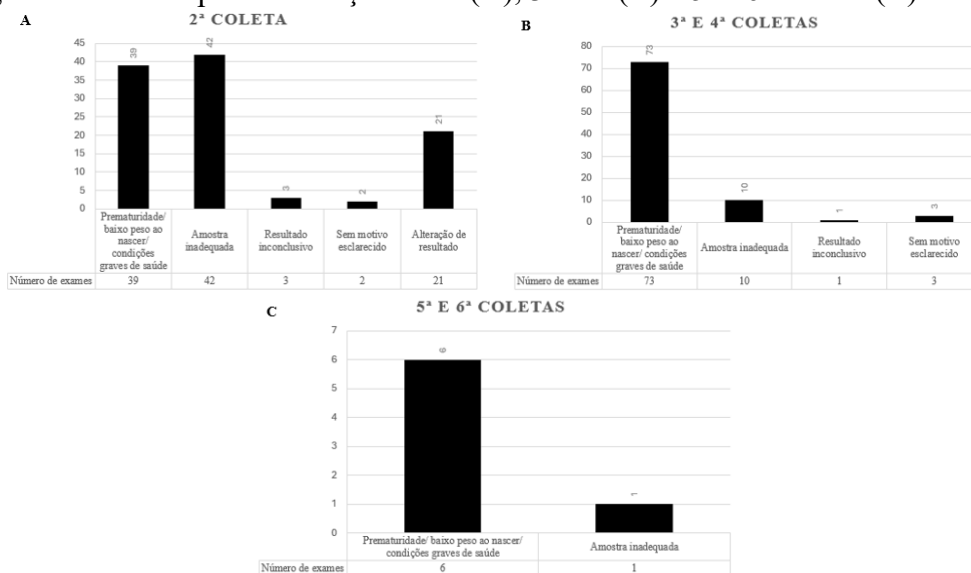 A
2ª COLETA
45
40
35
30
25
20
15
10
5
0
39
42
3
2
21
Prematuridade/
baixo peso ao
nascer/
condições
graves de saúde
Amostra
inadequada
Resultado
inconclusivo
Sem motivo
esclarecido
Alteração de
resultado
Número de exames 39 42 3 2 21
B
3ª E 4ª COLETAS
80
70
60
50
40
30
20
10
0
73
10
1
3
Prematuridade/
baixo peso ao
nascer/ condições
graves de saúde
Amostra inadequada
Resultado
inconclusivo
Sem motivo
esclarecido
Número de exames 73 10 1 3
C
5ª E 6ª COLETAS
7
6
5
4
3
2
1
0
6
1
Prematuridade/ baixo peso ao nascer/
condições graves de saúde
Amostra inadequada
Número de exames 6 1